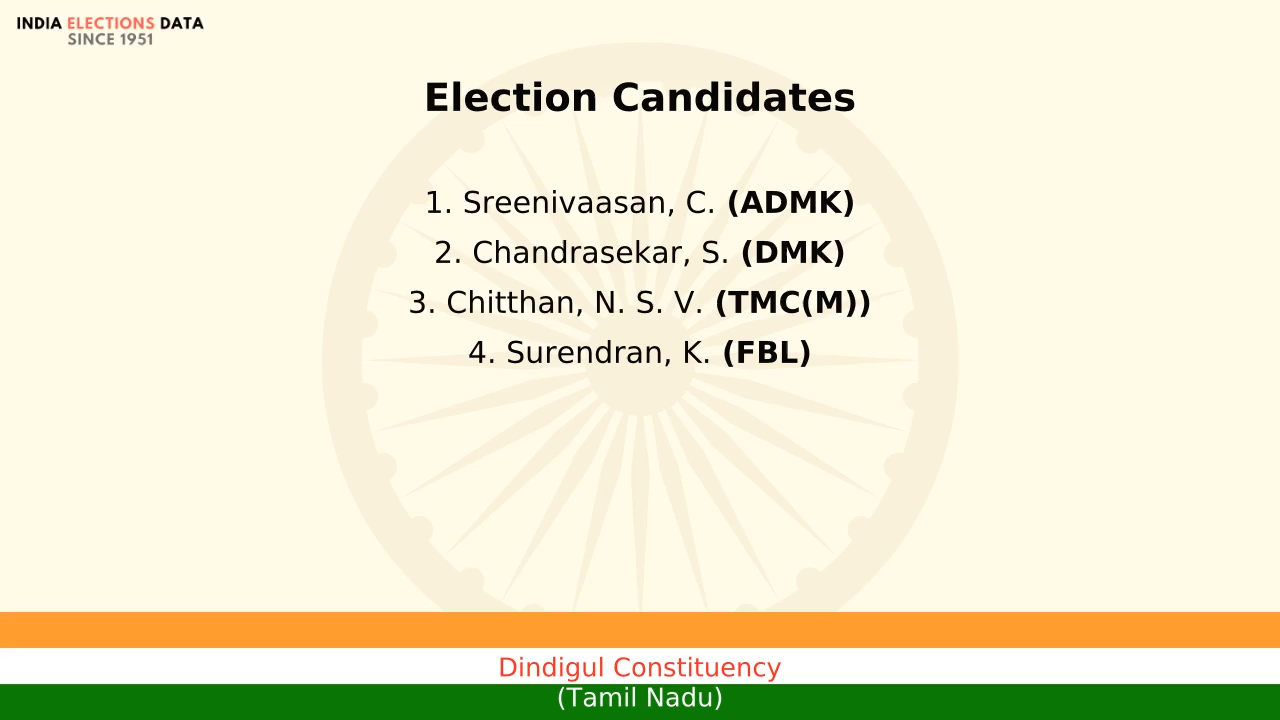 INDIA ELECTIONS DATA
SINCE 1951
Election Candidates
1. Sreenivaasan, C. (ADMK)
2. Chandrasekar, S. (DMK)
3. Chitthan, N. S. V. (TMC(M))
4. Surendran, K. (FBL)
Dindigul Constituency
(Tamil Nadu)